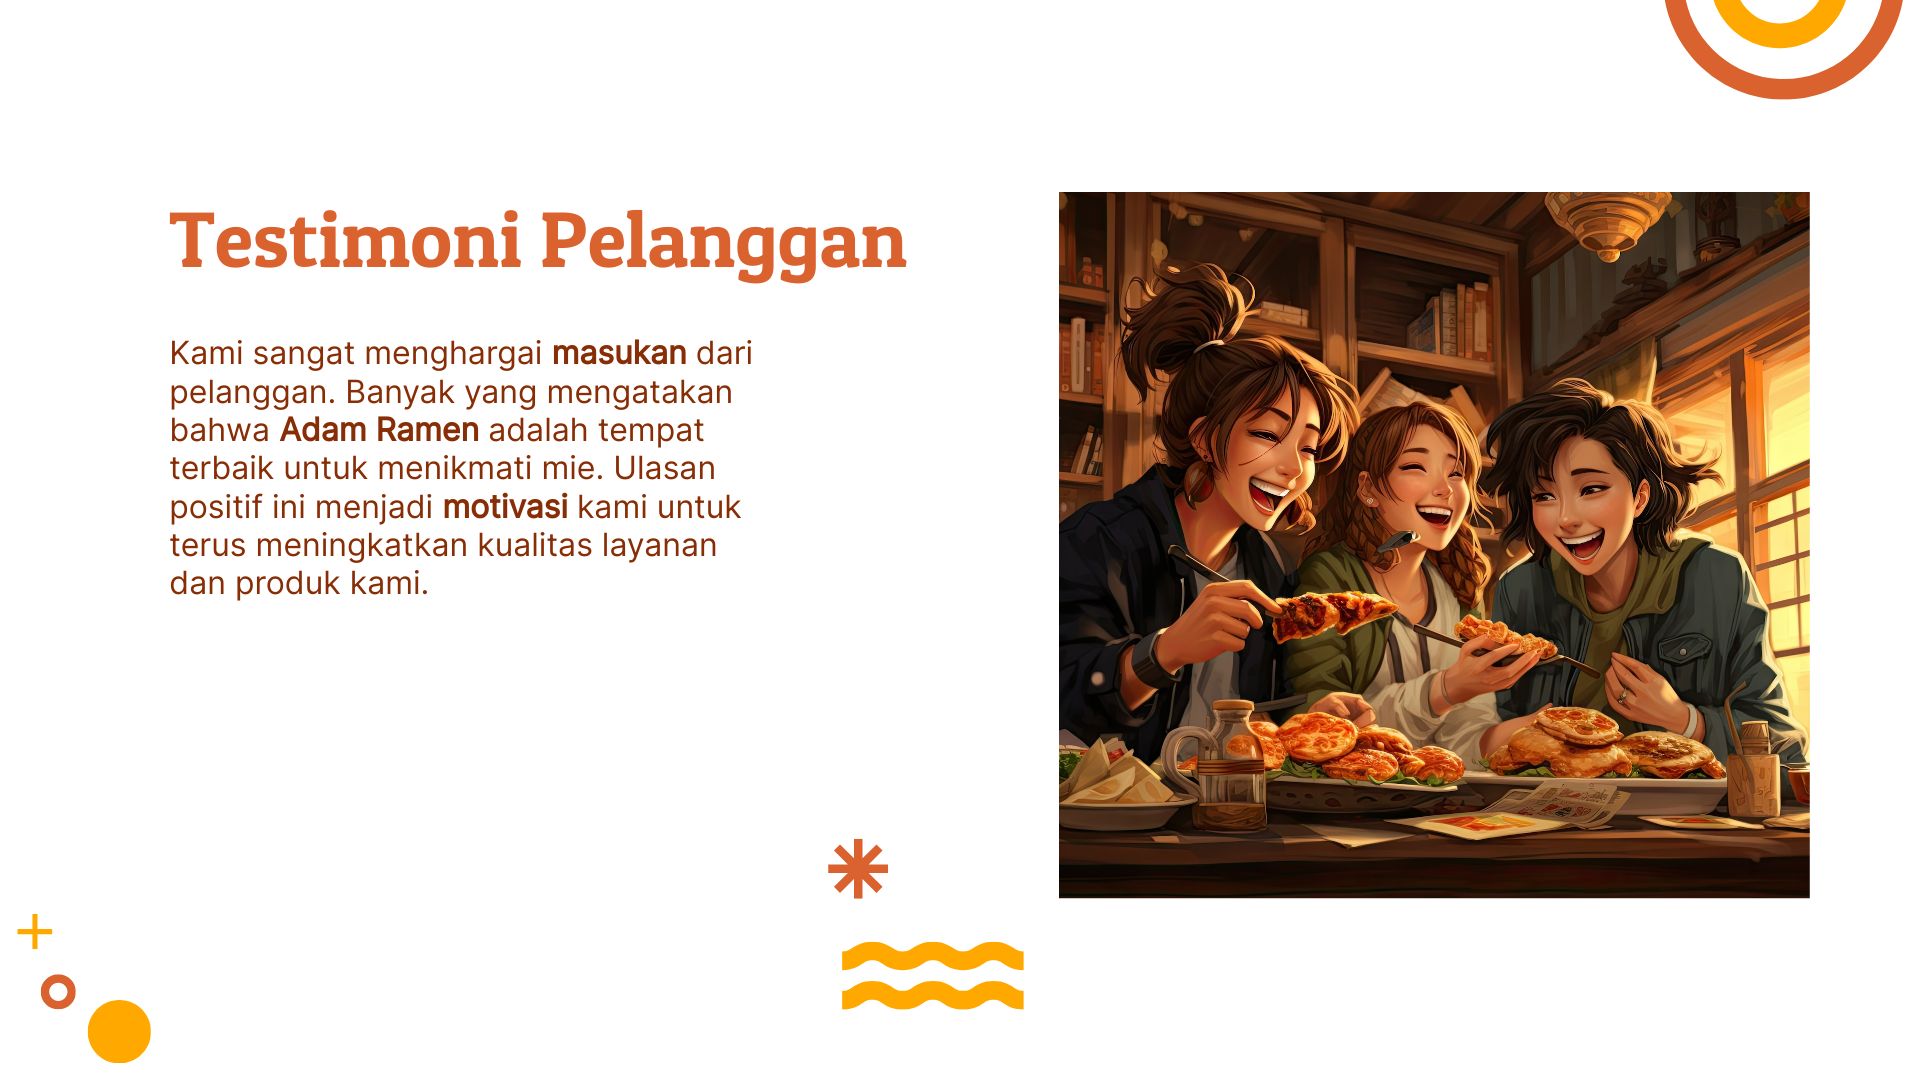 Testimoni Pelanggan
Kami sangat menghargai masukan dari
pelanggan. Banyak yang mengatakan
bahwa Adam Ramen adalah tempat
terbaik untuk menikmati mie. Ulasan
positif ini menjadi motivasi kami untuk
terus meningkatkan kualitas layanan
dan produk kami.